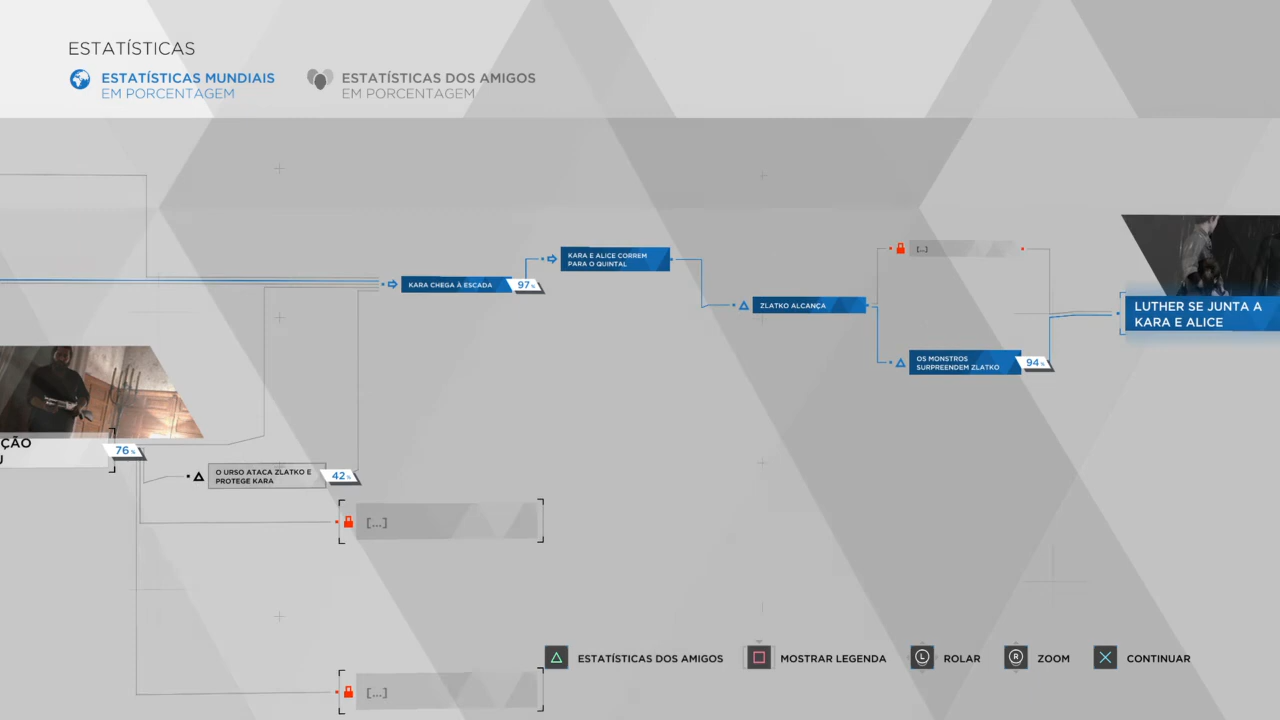 ESTATÍSTICAS
ESTATÍSTICAS MUNDIAIS
EM PORCENTAGEM
ESTATÍSTICAS DOS AMIGOS
EM PORCENTAGEM
KARA CHEGA À ESCADA
97%
KARA E ALICE CORREM
PARA O QUINTAL
ZLATKO ALCANÇA
[...]
OS MONSTROS
SURPREENDEM ZLATKO
94%
LUTHER SE JUNTA A
KARA E ALICE
ÇÃO
76%
O URSO ATACA ZLATKO E
PROTEGE KARA
42%
[...]
[...]
ESTATÍSTICAS DOS AMIGOS
MOSTRAR LEGENDA
L
ROLAR
R
ZOOM
CONTINUAR